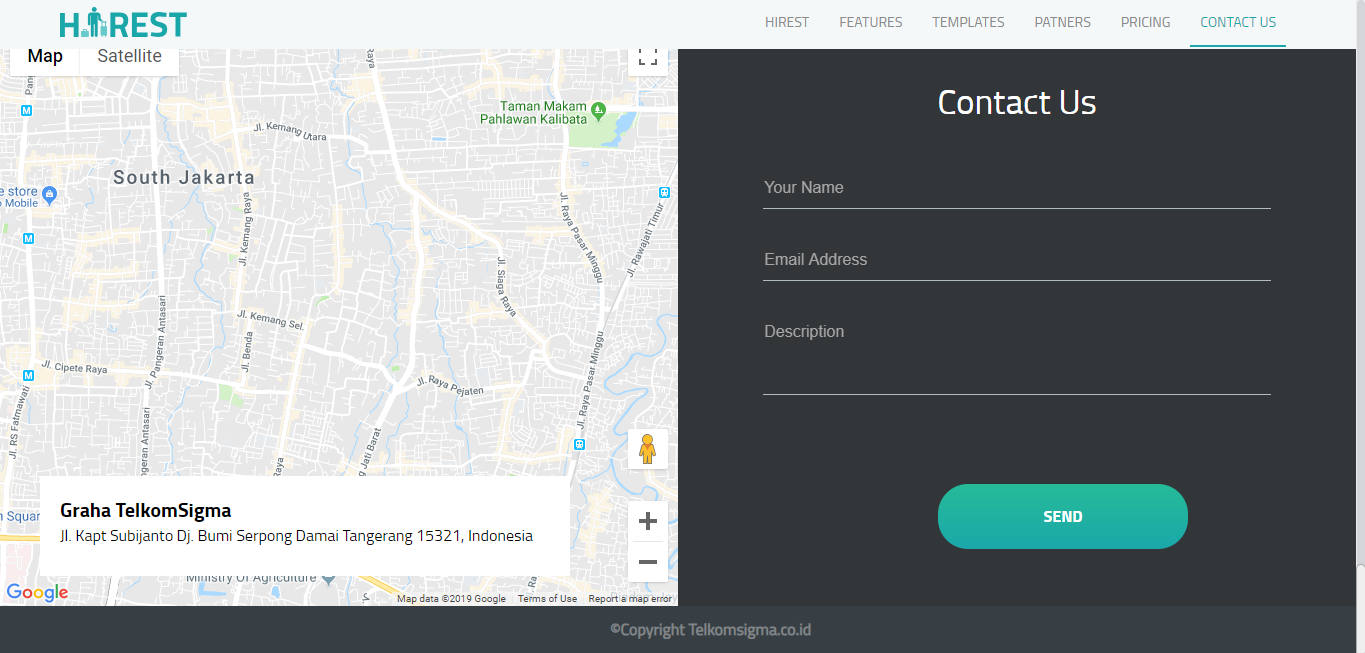 HIREST
HIREST
FEATURES
TEMPLATES
PATNERS
PRICING
CONTACT US
Map
Satellite
Taman Makam
Pahlawan Kalibata
Jl. Kemang Utara
South Jakarta
e store
Mobile
M
M
M
Jl. Kemang Raya
Jl. Raya Pasar Minggu
Jl. Rawajati Timur
Jl. Siaga Raya
Jl. Kemang Sel.
Jl. Pangeran Antasari
Jl. Benda
Jl. Cipete Raya
Jl. Raya Pasar Minggu
Jl. Raya Pejaten
Jl. RS Fatmawati
ngeran Antasari
g Jati Barat
Raya
n Squar
Graha TelkomSigma
Jl. Kapt Subijanto Dj. Bumi Serpong Damai Tangerang 15321, Indonesia
Ministry Of Agriculture
Google
Map data ©2019 Google
Terms of Use
Report a map error
Contact Us
Your Name
Email Address
Description
SEND
©Copyright Telkomsigma.co.id